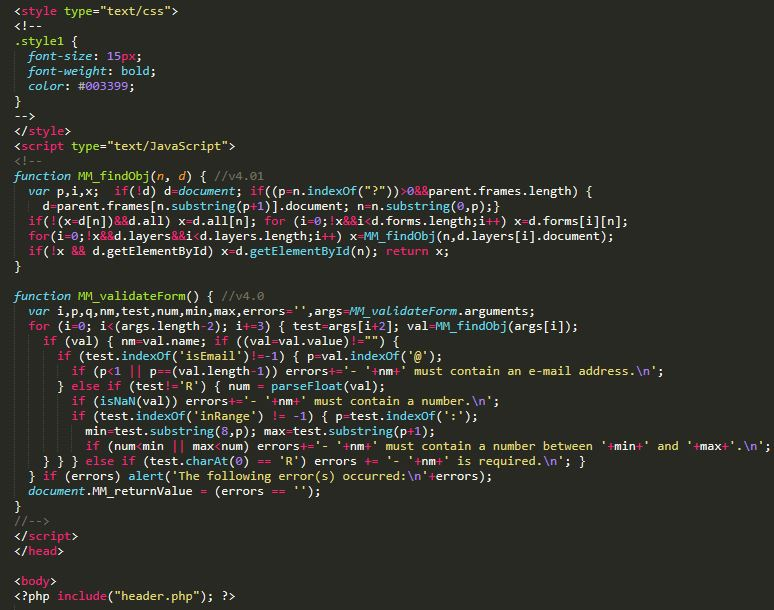 <style type="text/css">
<!--
.style1 {
  font-size: 15px;
  font-weight: bold;
  color: #003399;
}
-->
</style>
<script type="text/JavaScript">
<!--
function MM_findObj(n, d) { //v4.01
  var p,i,x;  if(!d) d=document; if((p=n.indexOf("?"))>0&&parent.frames.length) {
    d=parent.frames[n.substring(p+1)].document; n=n.substring(0,p);}
  if(!(x=d[n])&&d.all) x=d.all[n]; for (i=0;!x&&i<d.forms.length;i++) x=d.forms[i][n];
  for(i=0;!x&&d.layers&&i<d.layers.length;i++) x=MM_findObj(n,d.layers[i].document);
  if(!x && d.getElementById) x=d.getElementById(n); return x;
}

function MM_validateForm() { //v4.0
  var i,p,q,nm,test,num,min,max,errors='',args=MM_validateForm.arguments;
  for (i=0; i<(args.length-2); i+=3) { test=args[i+2]; val=MM_findObj(args[i]);
    if (val) { nm=val.name; if ((val=val.value)!="") {
      if (test.indexOf('isEmail')!=-1) { p=val.indexOf('@');
        if (p<1 || p==(val.length-1)) errors+='- '+nm+' must contain an e-mail address.\n';
      } else if (test!='R') { num = parseFloat(val);
        if (isNaN(val)) errors+='- '+nm+' must contain a number.\n';
        if (test.indexOf('inRange') != -1) { p=test.indexOf(':');
          min=test.substring(8,p); max=test.substring(p+1);
          if (num<min || max<num) errors+='- '+nm+' must contain a number between '+min+' and '+max+'.\n';
    } } } else if (test.charAt(0) == 'R') errors += '- '+nm+' is required.\n'; }
  } if (errors) alert('The following error(s) occurred:\n'+errors);
  document.MM_returnValue = (errors == '');
}
//-->
</script>
</head>

<body>
<?php include("header.php"); ?>